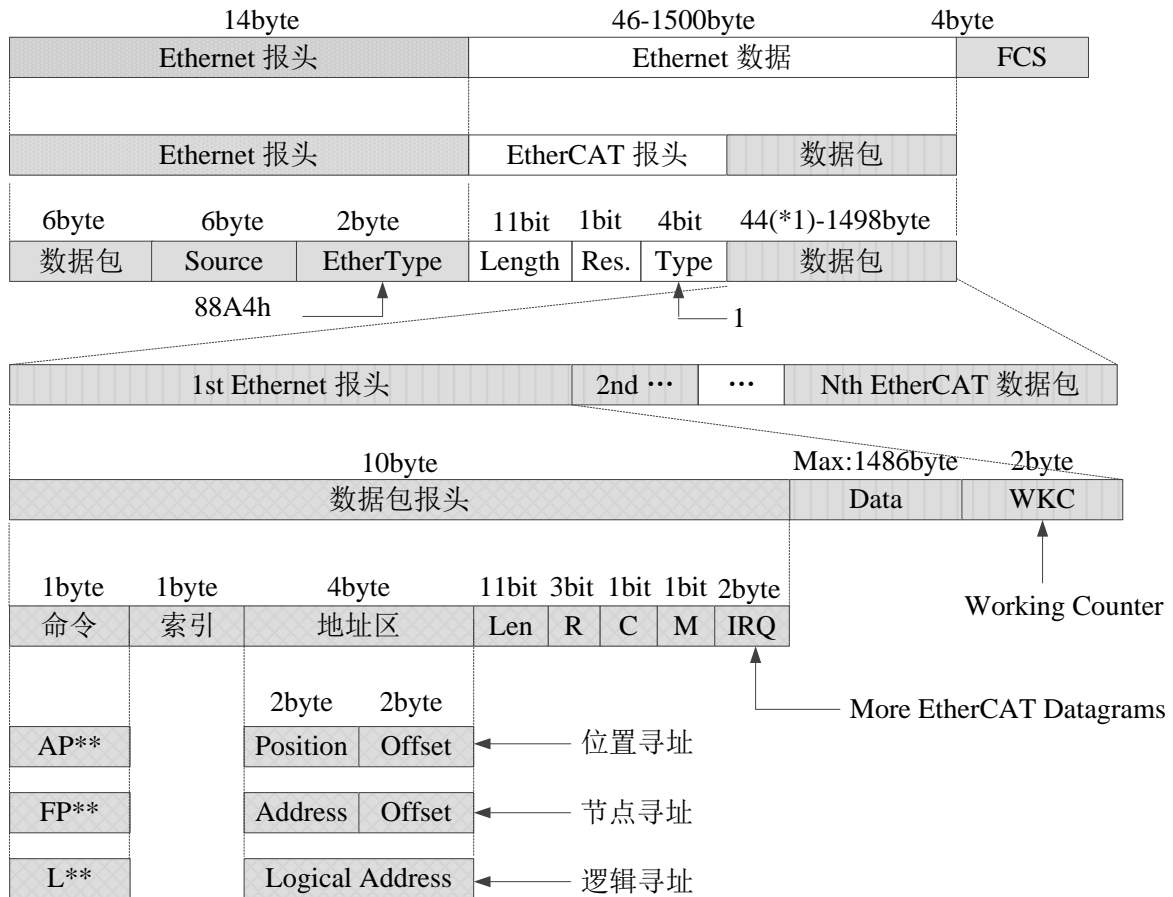 14byte 46-1500byte 4byte
Ethernet 报头 Ethernet 数据 FCS
Ethernet 报头 EtherCAT 报头 数据包
6byte 6byte 2byte 11bit 1bit 4bit 44(*1)-1498byte
数据包 Source EtherType Length Res. Type 数据包
88A4h 1
1st Ethernet 报头 2nd ··· ··· Nth EtherCAT 数据包
10byte Max:1486byte 2byte
数据包报头 Data WKC
1byte 1byte 4byte 11bit 3bit 1bit 1bit 2byte
Working Counter
命令 索引 地址区 Len R C M IRQ
2byte 2byte
More EtherCAT Datagrams
AP** Position Offset 位置寻址
FP** Address Offset 节点寻址
L** Logical Address 逻辑寻址